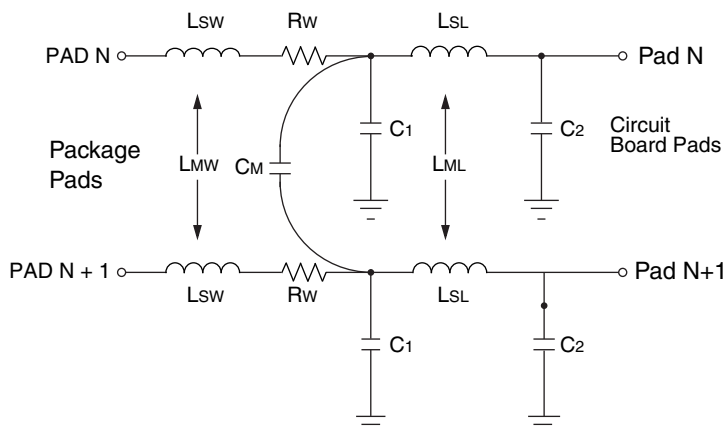 LSW RW LSL
PAD N Pad N
C1 C2 Circuit
Board Pads
Package
Pads
LMW CM LML
PAD N + 1 Pad N+1
LSW RW LSL
C1 C2